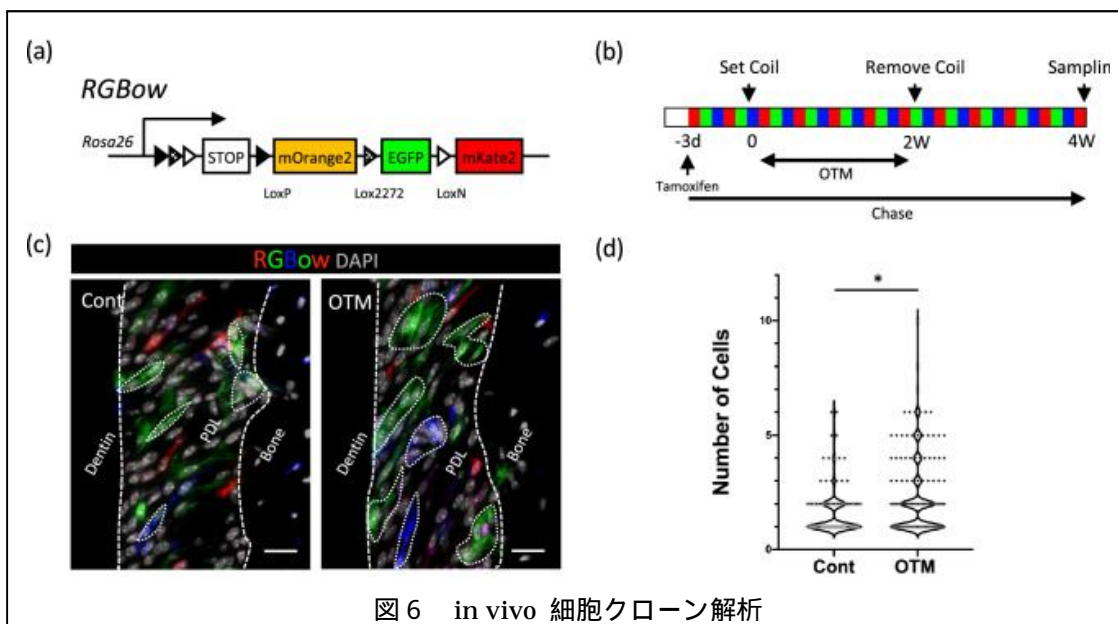 (a)
RGBow
Rosa26
STOP
mOrange2
EGFP
mKate2
LoxP
Lox2272
LoxN
(b)
Set Coil
Remove Coil
Samplin
-3d
0
2W
4W
Tamoxifen
OTM
Chase
(c)
RGBow DAPI
Cont
Dentin
PDL
Bone
OTM
Dentin
PDL
Bone
(d)
*
Number of Cells
10
5
0
Cont
OTM
図6 in vivo 細胞クローン解析